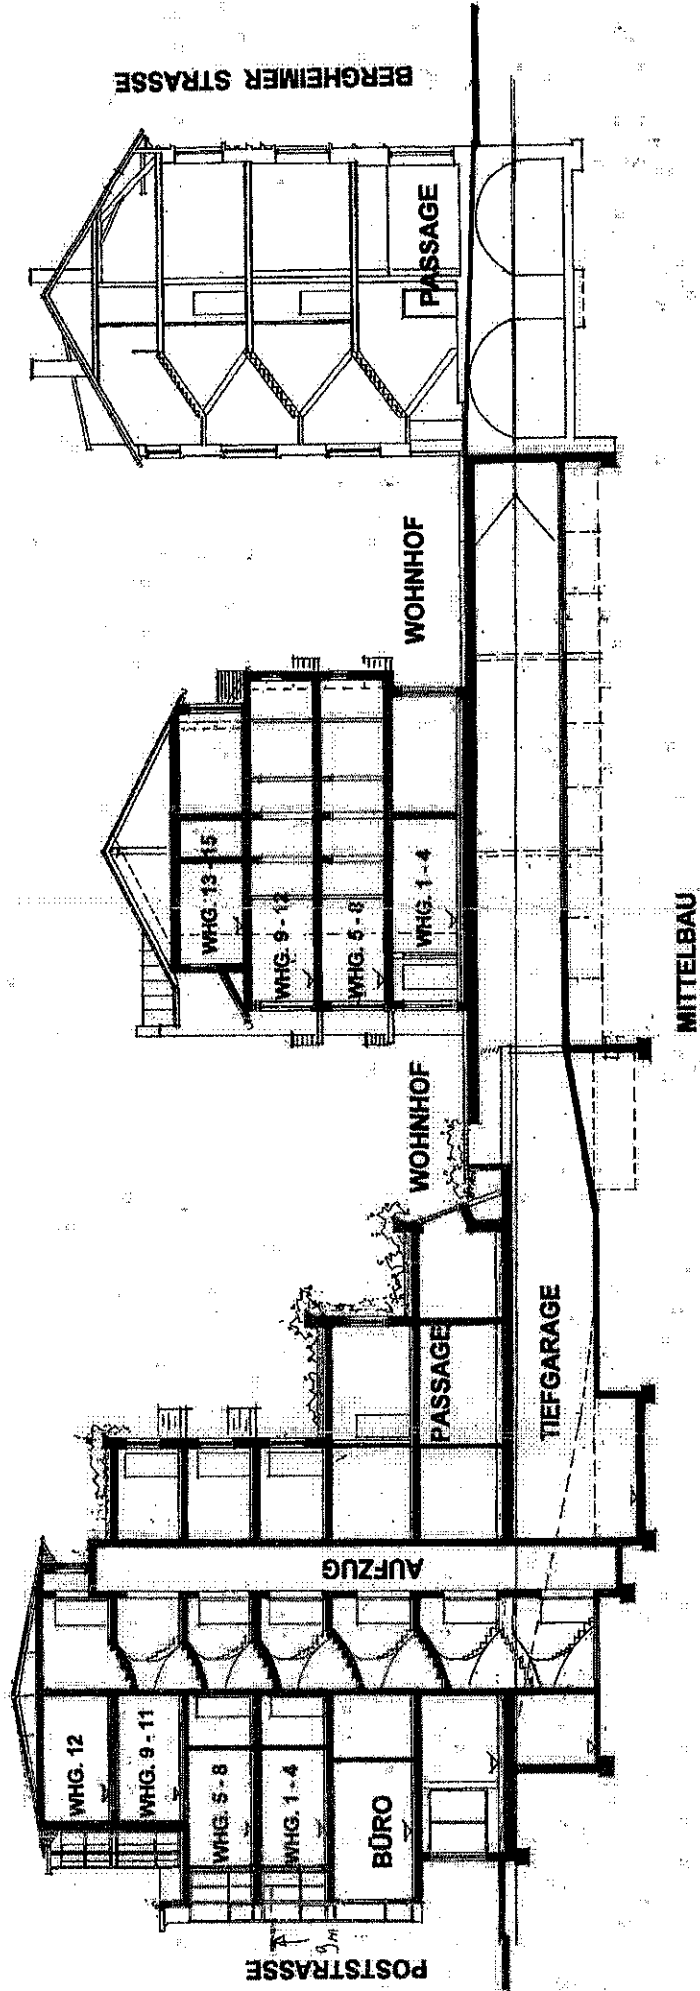 POSTSTRASSE
9m
WHG. 12
WHG. 9 - 11
WHG. 5 - 8
WHG. 1 - 4
BÜRO
AUFZUG
PASSAGE
TIEFGARAGE
WOHNHOF
WHG. 13 - 15
WHG. 9 - 12
WHG. 5 - 8
WHG. 1 - 4
MITTELBAU
WOHNHOF
PASSAGE
BERGHEIMER STRASSE